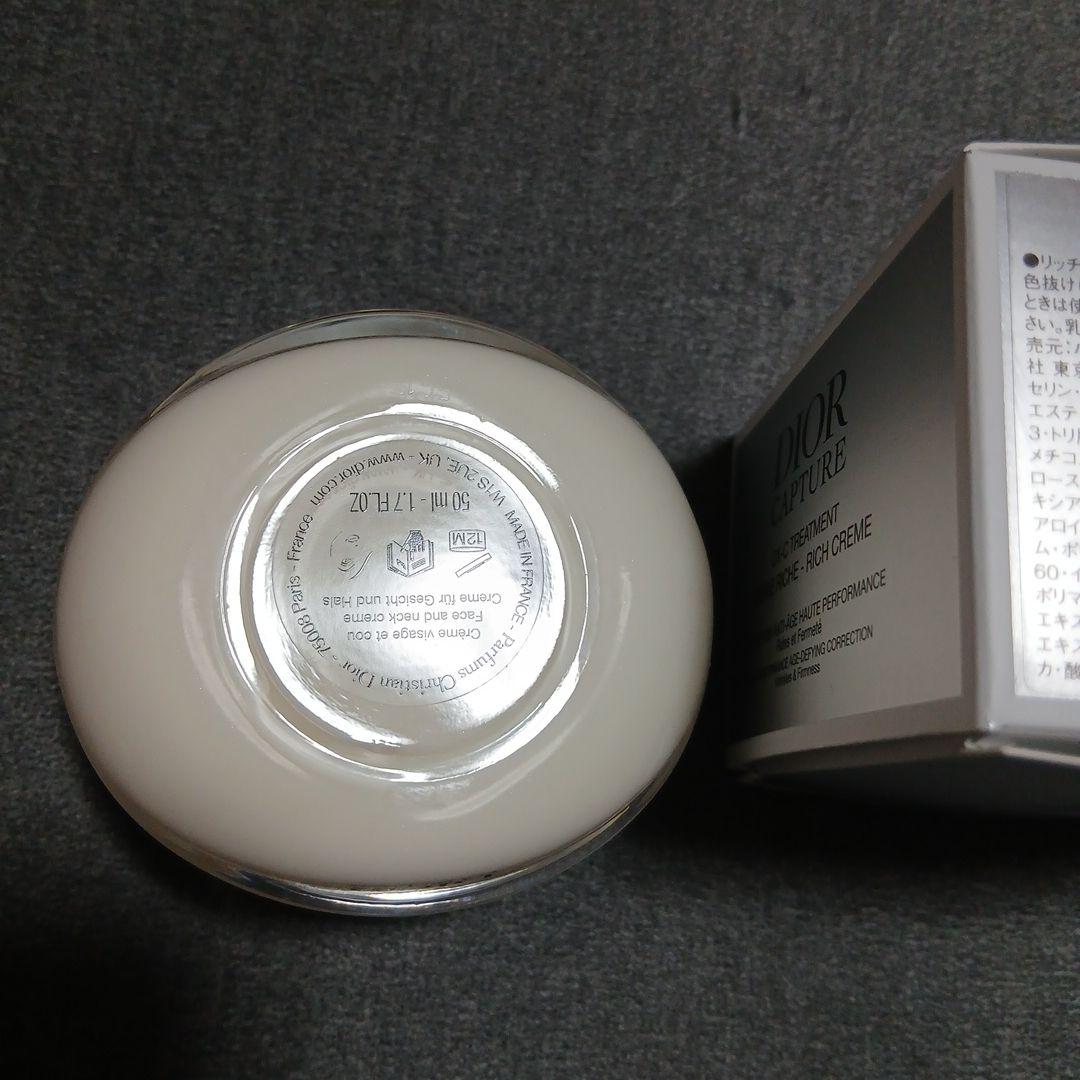 MADE IN FRANCE - Parfums Christian Dior - 75008 Paris - France
W1S 2UE, UK - www.dior.com
Crème visage et cou
Face and neck creme
Creme für Gesicht und Hals
12M
50 ml - 1.7 FL.OZ
DIOR
CAPTURE
TREATMENT
RICHE - RICH CREME
ANTI-ÂGE HAUTE PERFORMANCE
et Fermeté
AGE-DEFYING CORRECTION
& Firmness
●リッチ
色抜け
ときは使
さい。乳
売元:
社 東京
セリン・
エステ
3・トリ
メチコ
ロース
キシア
アロイ
ム・ポ
60・イ
ポリマ
エキス
エキス
カ・酸